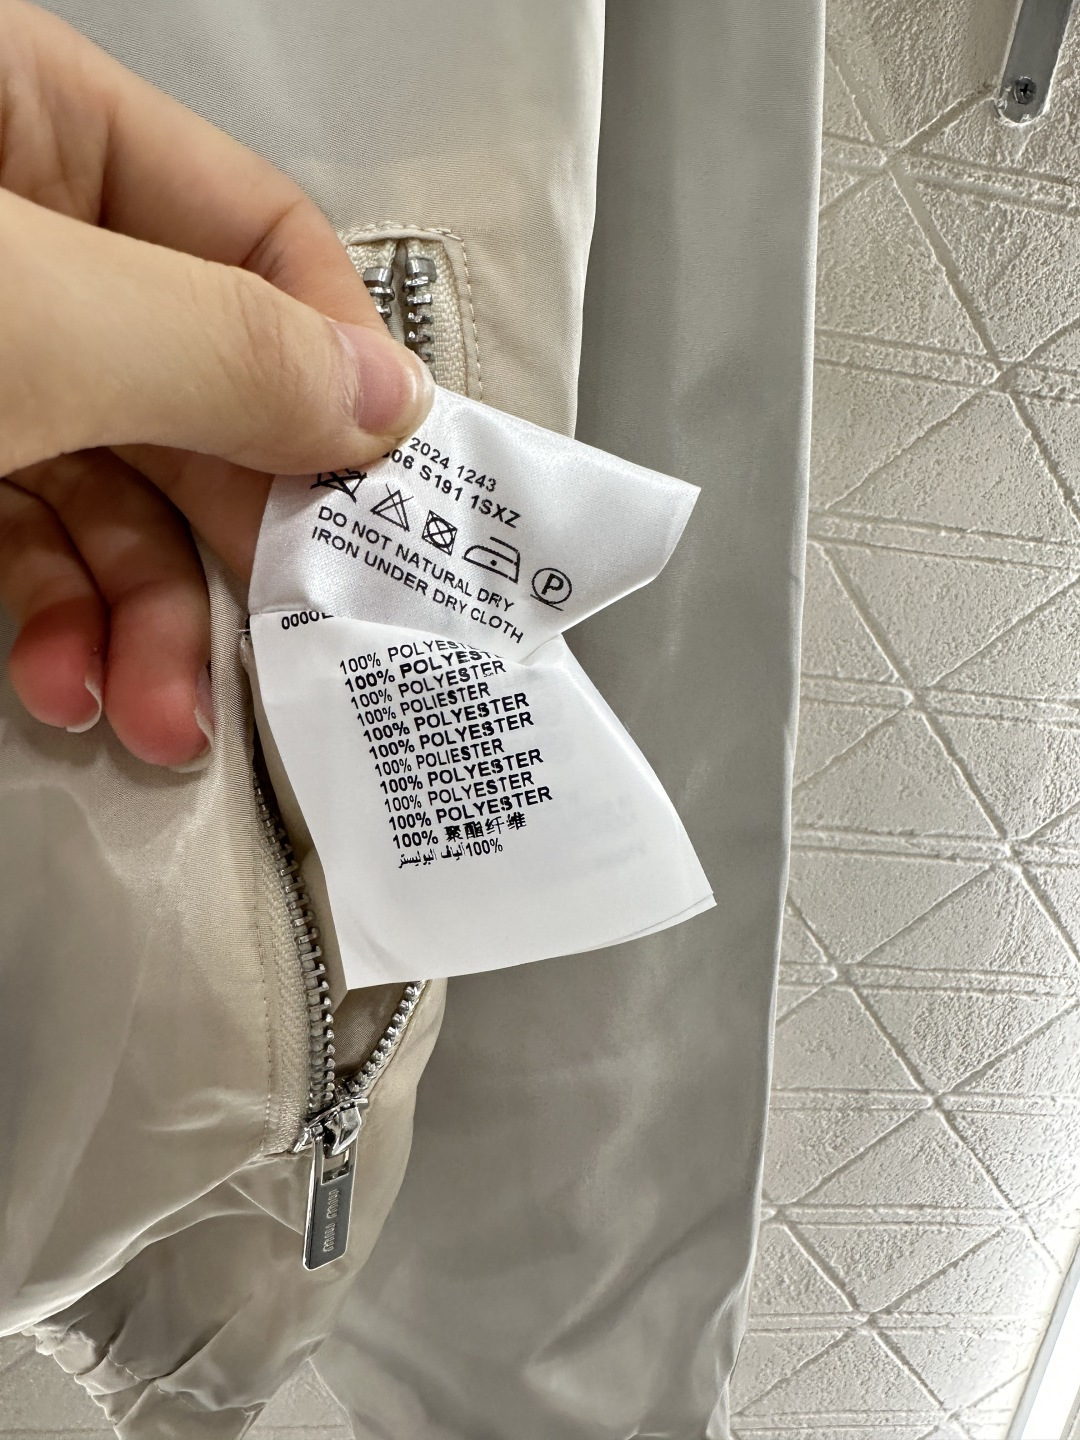 2024 1243
S191 1SXZ
P
DO NOT NATURAL DRY
IRON UNDER DRY CLOTH
100%
100% POLYESTER
100% POLYESTER
100% POLIESTER
100% POLYESTER
100% POLYESTER
100% POLIESTER
100% POLYESTER
100% POLYESTER
100% POLYESTER
100% 聚酯纤维
100% ألياف البوليستر
miu miu